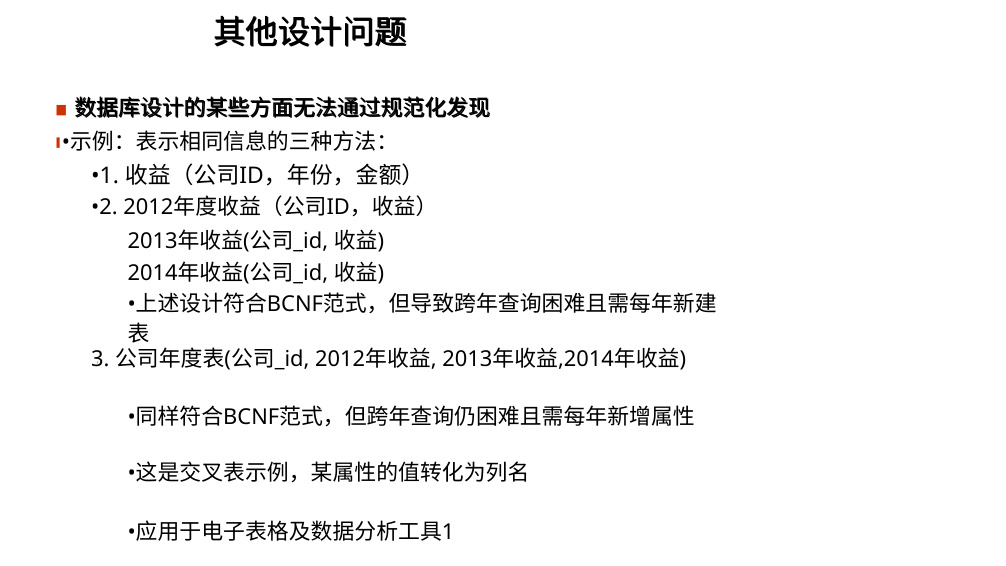 其他设计问题
■ 数据库设计的某些方面无法通过规范化发现
•示例：表示相同信息的三种方法：
•1. 收益（公司ID，年份，金额）
•2. 2012年度收益（公司ID，收益）
2013年收益(公司_id, 收益)
2014年收益(公司_id, 收益)
•上述设计符合BCNF范式，但导致跨年查询困难且需每年新建
表
3. 公司年度表(公司_id, 2012年收益, 2013年收益,2014年收益)
•同样符合BCNF范式，但跨年查询仍困难且需每年新增属性
•这是交叉表示例，某属性的值转化为列名
•应用于电子表格及数据分析工具1